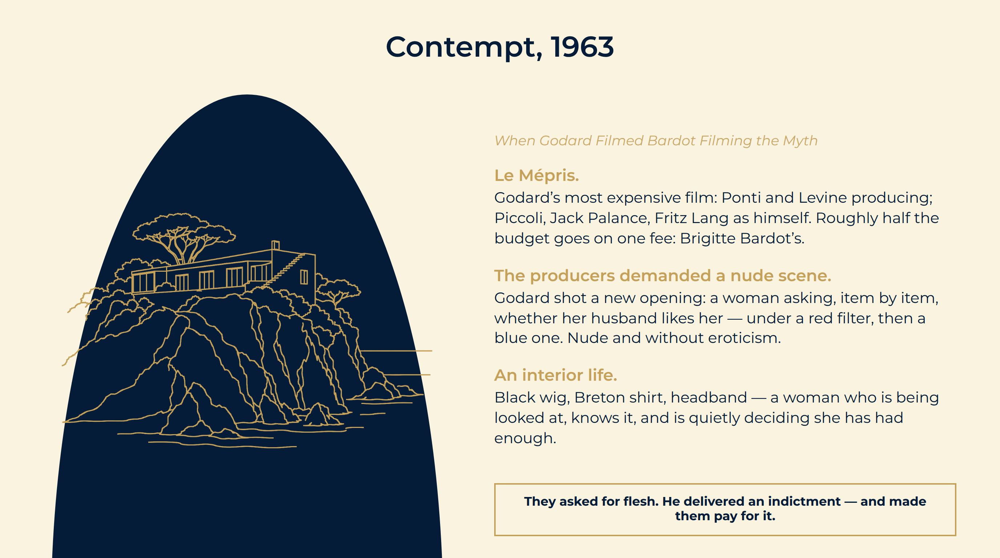 Contempt, 1963
When Godard Filmed Bardot Filming the Myth
Le Mépris.
Godard’s most expensive film: Ponti and Levine producing;
Piccoli, Jack Palance, Fritz Lang as himself. Roughly half the
budget goes on one fee: Brigitte Bardot’s.
The producers demanded a nude scene.
Godard shot a new opening: a woman asking, item by item,
whether her husband likes her — under a red filter, then a
blue one. Nude and without eroticism.
An interior life.
Black wig, Breton shirt, headband — a woman who is being
looked at, knows it, and is quietly deciding she has had
enough.
They asked for flesh. He delivered an indictment — and made
them pay for it.